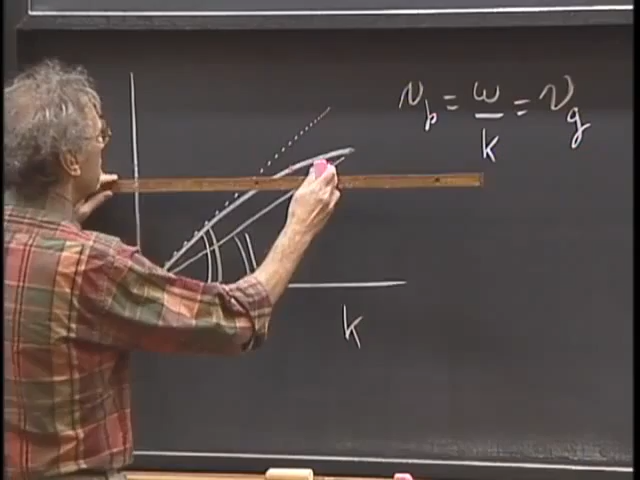 v_p = ω/k = v_g
k